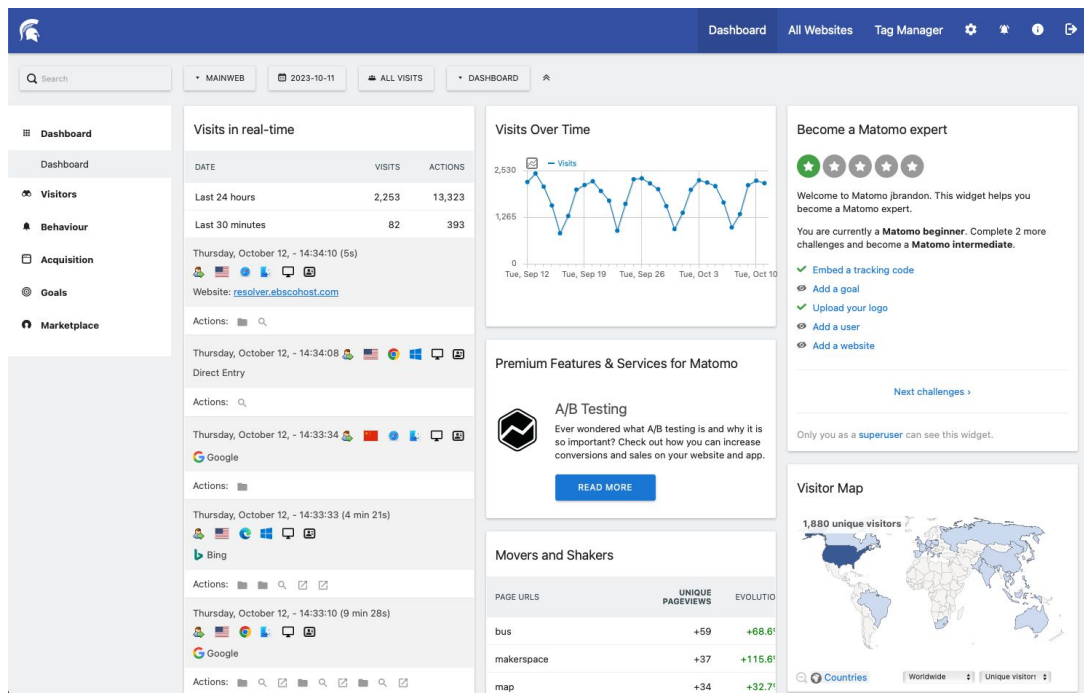 Dashboard All Websites Tag Manager
Search
MAINWEB 2023-10-11 ALL VISITS DASHBOARD
Dashboard
Dashboard
Visitors
Behaviour
Acquisition
Goals
Marketplace
Visits in real-time
DATE VISITS ACTIONS
Last 24 hours 2,253 13,323
Last 30 minutes 82 393
Thursday, October 12, - 14:34:10 (5s)
Website: resolver.ebscohost.com
Actions:
Thursday, October 12, - 14:34:08
Direct Entry
Actions:
Thursday, October 12, - 14:33:34
Google
Actions:
Thursday, October 12, - 14:33:33 (4 min 21s)
Bing
Actions:
Thursday, October 12, - 14:33:10 (9 min 28s)
Google
Actions:
Visits Over Time
Visits
2,530
1,265
0
Tue, Sep 12 Tue, Sep 19 Tue, Sep 26 Tue, Oct 3 Tue, Oct 10
Premium Features & Services for Matomo
A/B Testing
Ever wondered what A/B testing is and why it is
so important? Check out how you can increase
conversions and sales on your website and app.
READ MORE
Movers and Shakers
PAGE URLS UNIQUE PAGEVIEWS EVOLUTIO
bus +59 +68.6
makerspace +37 +115.6
map +34 +32.7
Become a Matomo expert
Welcome to Matomo jbrandon. This widget helps you
become a Matomo expert.
You are currently a Matomo beginner. Complete 2 more
challenges and become a Matomo intermediate.
Embed a tracking code
Add a goal
Upload your logo
Add a user
Add a website
Next challenges ›
Only you as a superuser can see this widget.
Visitor Map
1,880 unique visitors
Countries Worldwide Unique visitors